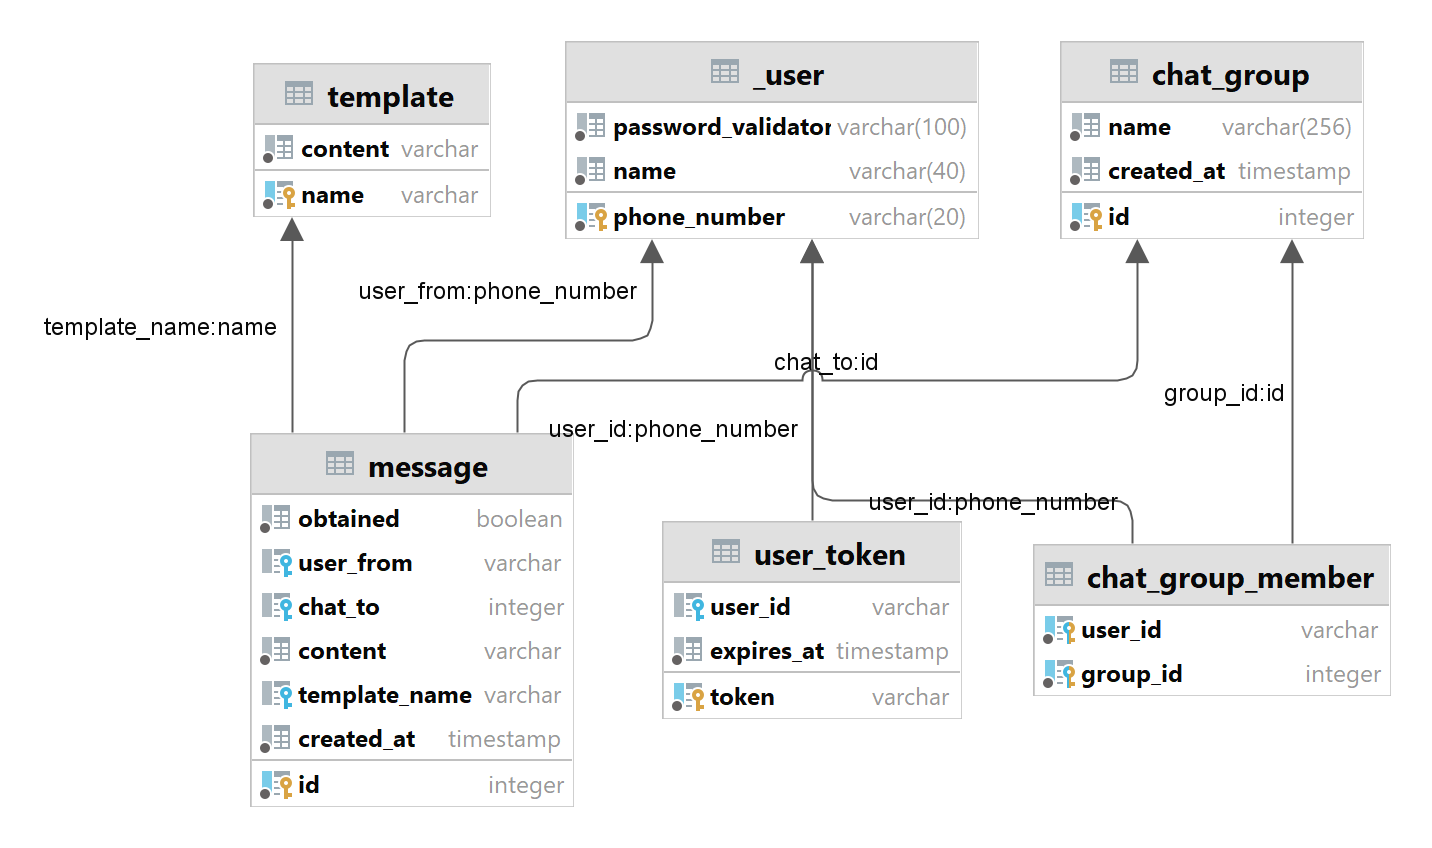 template
content varchar
name varchar
_user
password_validator varchar(100)
name varchar(40)
phone_number varchar(20)
chat_group
name varchar(256)
created_at timestamp
id integer
user_from:phone_number
template_name:name
chat_to:id
group_id:id
user_id:phone_number
user_id:phone_number
message
obtained boolean
user_from varchar
chat_to integer
content varchar
template_name varchar
created_at timestamp
id integer
user_token
user_id varchar
expires_at timestamp
token varchar
chat_group_member
user_id varchar
group_id integer